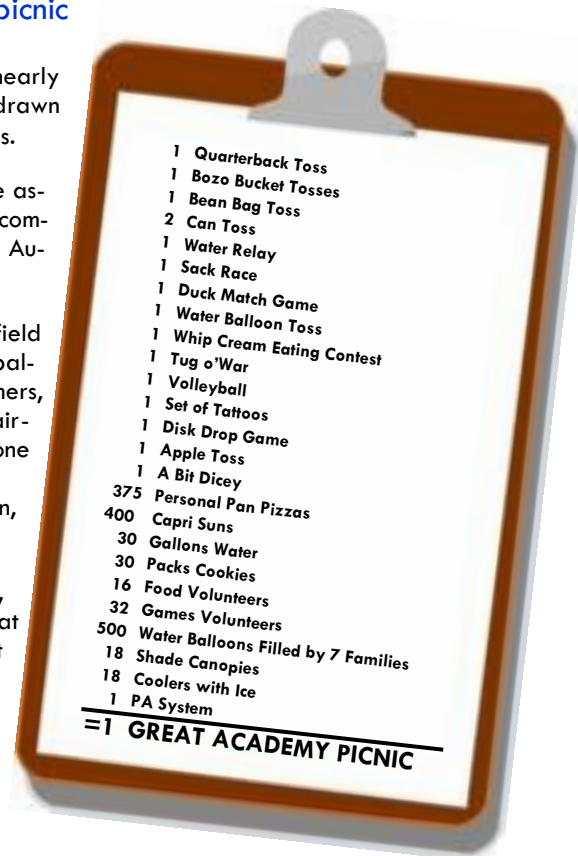 picnic
nearly
drawn
s.
e as-
com-
Au-
field
bal-
ners,
air-
one
n,
,
at
t
1 Quarterback Toss
1 Bozo Bucket Tosses
1 Bean Bag Toss
2 Can Toss
1 Water Relay
1 Sack Race
1 Duck Match Game
1 Water Balloon Toss
1 Whip Cream Eating Contest
1 Tug o'War
1 Volleyball
1 Set of Tattoos
1 Disk Drop Game
1 Apple Toss
1 A Bit Dicey
375 Personal Pan Pizzas
400 Capri Suns
30 Gallons Water
30 Packs Cookies
16 Food Volunteers
32 Games Volunteers
500 Water Balloons Filled by 7 Families
18 Shade Canopies
18 Coolers with Ice
1 PA System
=1 GREAT ACADEMY PICNIC